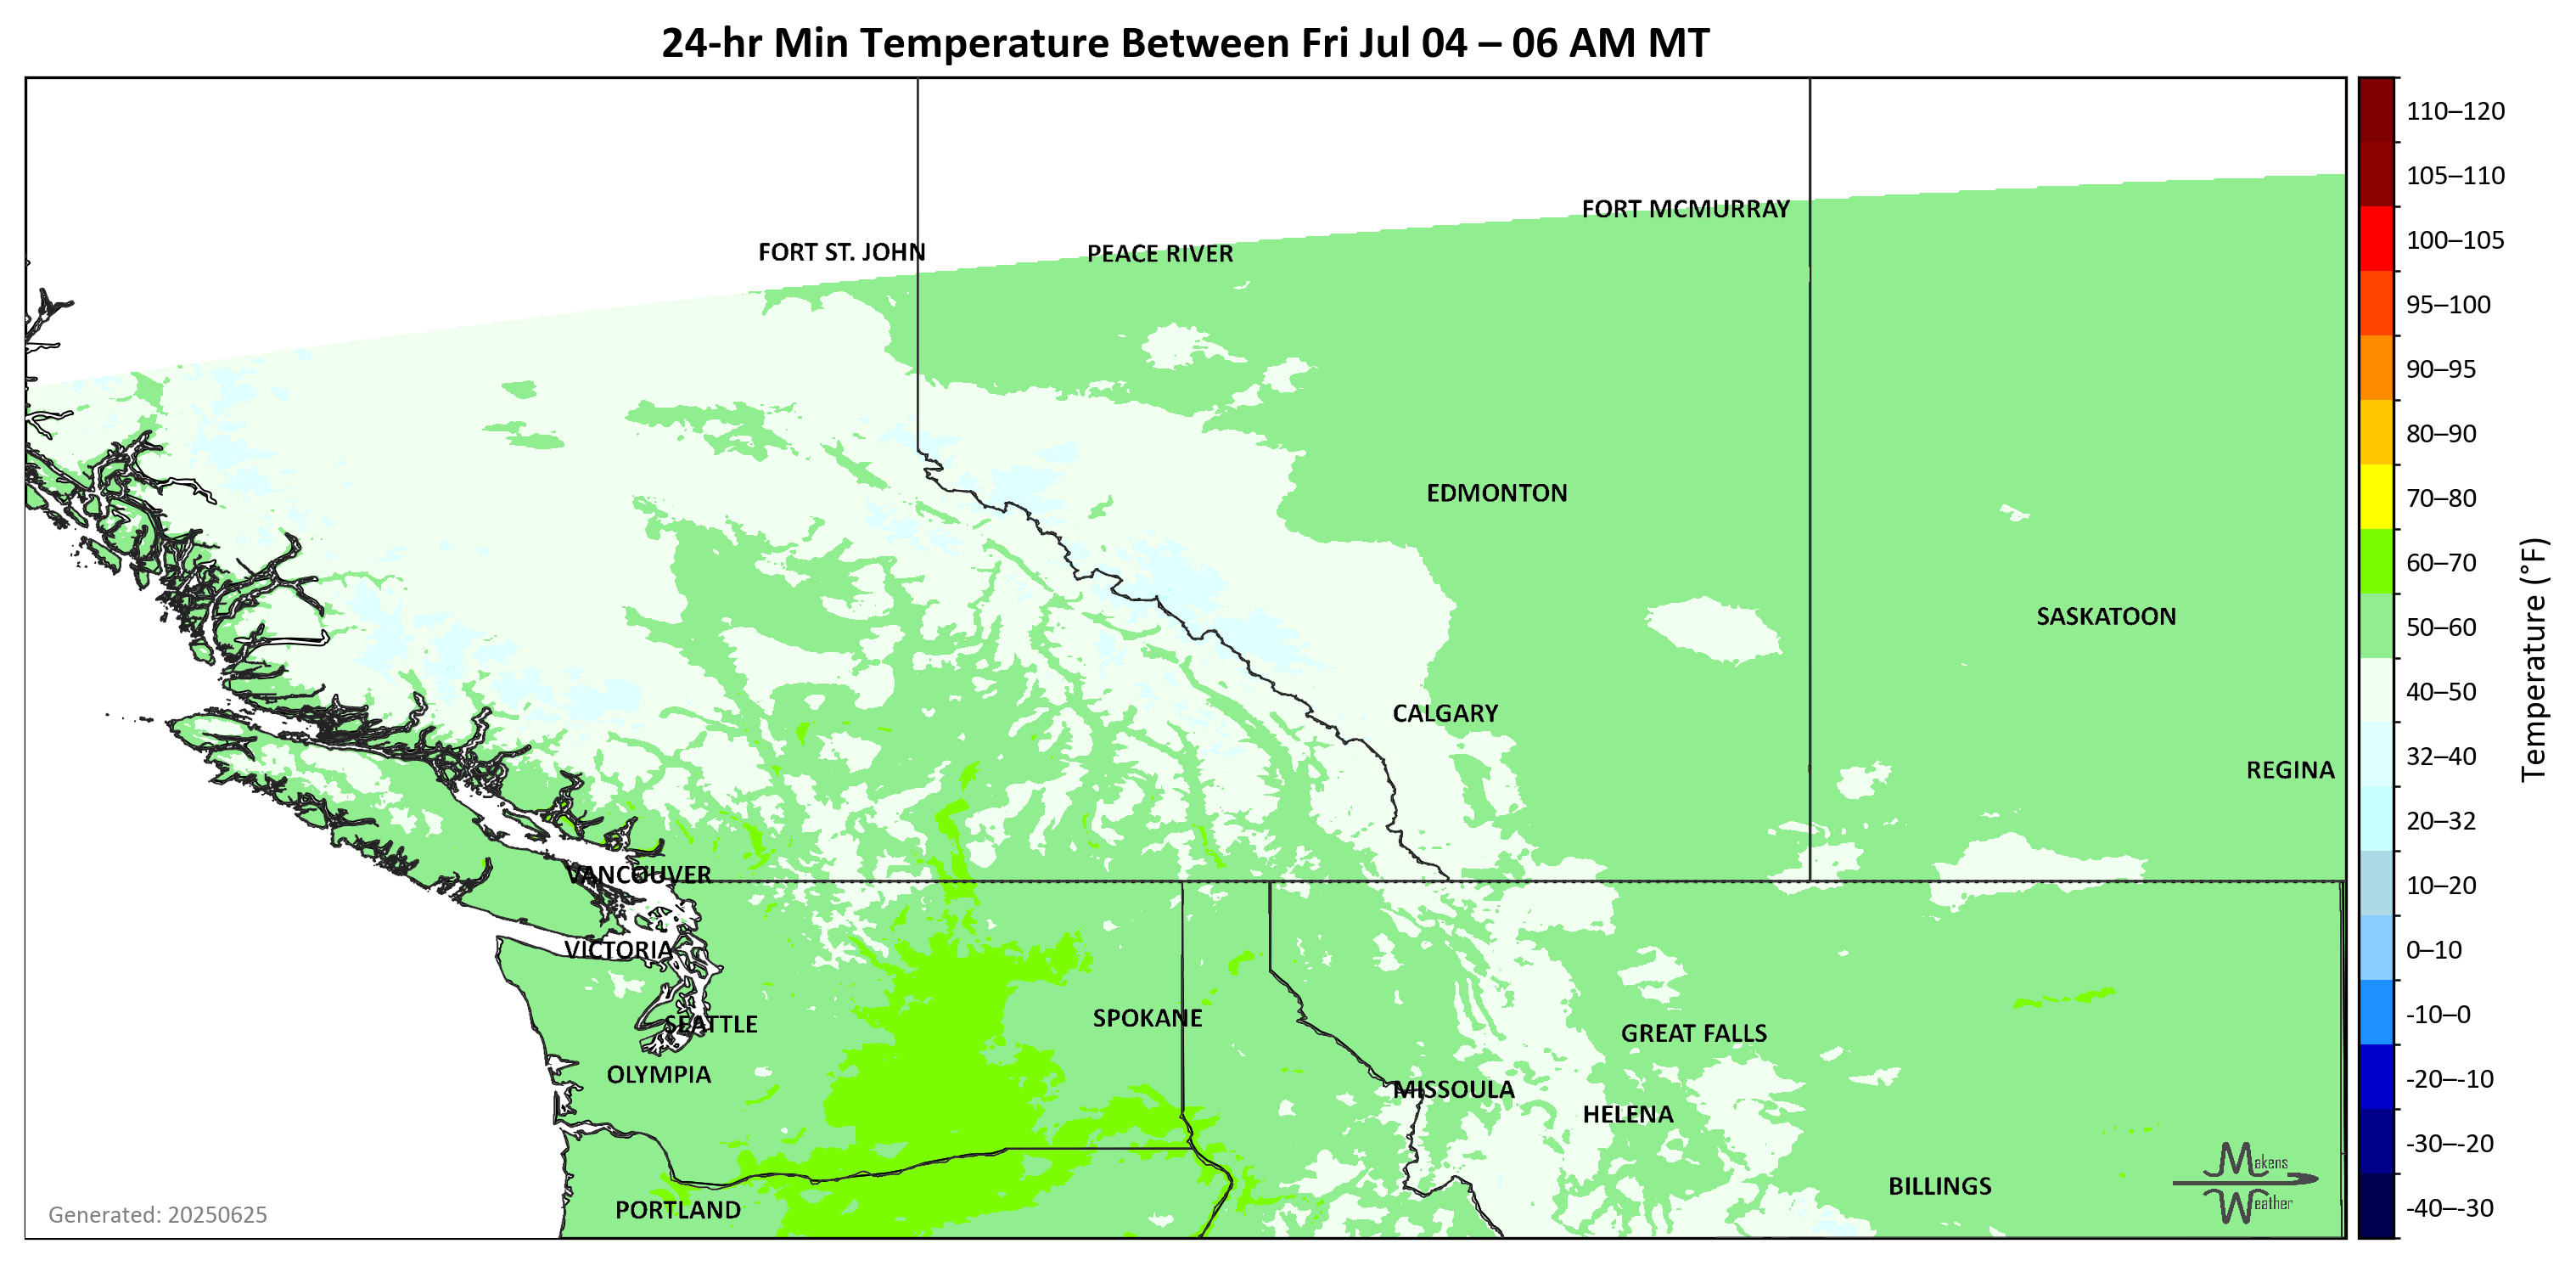 24-hr Min Temperature Between Fri Jul 04 – 06 AM MT
FORT MCMURRAY
FORT ST. JOHN
PEACE RIVER
EDMONTON
SASKATOON
CALGARY
REGINA
VANCOUVER
VICTORIA
SEATTLE
SPOKANE
GREAT FALLS
OLYMPIA
MISSOULA
HELENA
BILLINGS
PORTLAND
Generated: 20250625
Makens
Weather
110–120
105–110
100–105
95–100
90–95
80–90
70–80
60–70
50–60
40–50
32–40
20–32
10–20
0–10
-10–0
-20–-10
-30–-20
-40–-30
Temperature (°F)